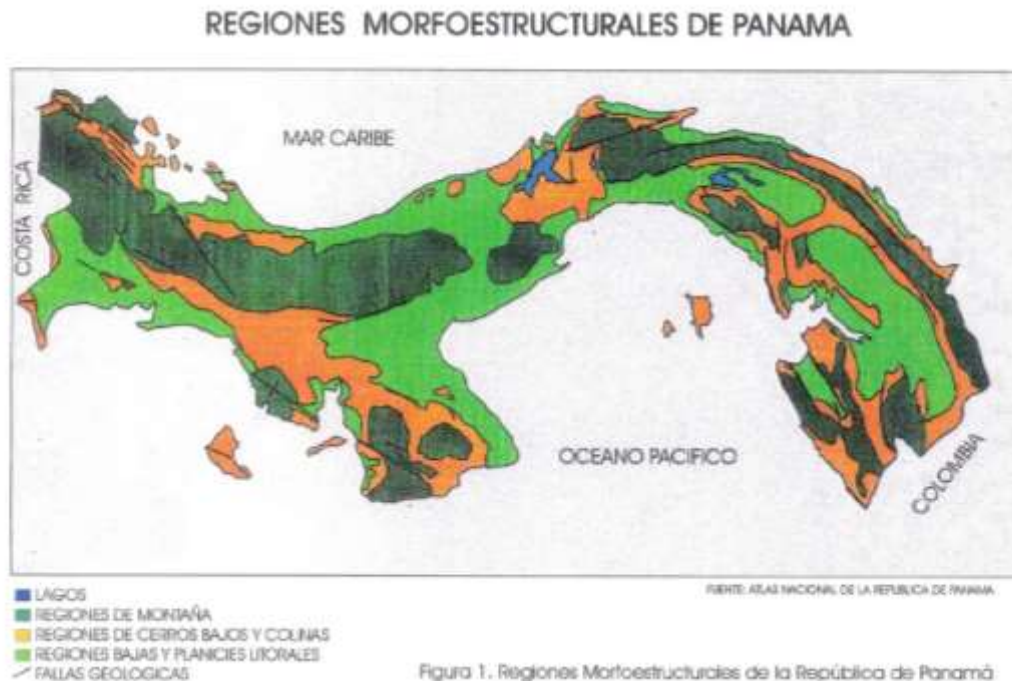 REGIONES MORFOESTRUCTURALES DE PANAMA
MAR CARIBE
COSTA RICA
OCEANO PACIFICO
COLOMBIA
FUENTE: ATLAS NACIONAL DE LA REPUBLICA DE PANAMA
LAGOS
REGIONES DE MONTAÑA
REGIONES DE CERROS BAJOS Y COLINAS
REGIONES BAJAS Y PLANICIES LITORALES
FALLAS GEOLOGICAS
Figura 1. Regiones Morfoestructurales de la República de Panamá